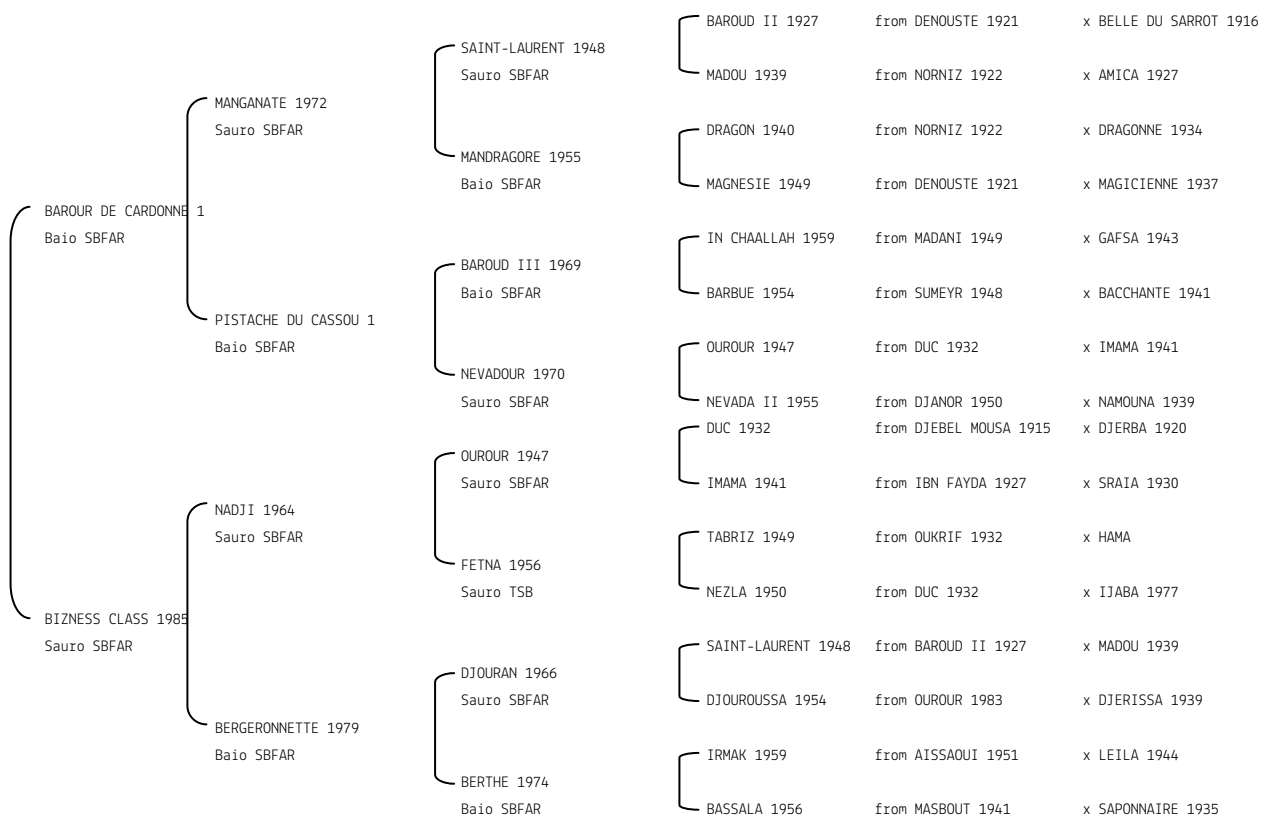 BAROUD II 1927 from DENOUSTE 1921 x BELLE DU SARROT 1916
SAINT-LAURENT 1948
Sauro SBFAR
MADOU 1939 from NORNIZ 1922 x AMICA 1927
MANGANATE 1972
Sauro SBFAR
DRAGON 1940 from NORNIZ 1922 x DRAGONNE 1934
MANDRAGORE 1955
Baio SBFAR
MAGNESIE 1949 from DENOUSTE 1921 x MAGICIENNE 1937
BAROUR DE CARDONNE 1
Baio SBFAR
IN CHAALLAH 1959 from MADANI 1949 x GAFSA 1943
BAROUD III 1969
Baio SBFAR
BARBUE 1954 from SUMEYR 1948 x BACCHANTE 1941
PISTACHE DU CASSOU 1
Baio SBFAR
OUROUR 1947 from DUC 1932 x IMAMA 1941
NEVADOUR 1970
Sauro SBFAR
NEVADA II 1955 from DJANOR 1950 x NAMOUNA 1939
DUC 1932 from DJEBEL MOUSA 1915 x DJERBA 1920
OUROUR 1947
Sauro SBFAR
IMAMA 1941 from IBN FAYDA 1927 x SRAIA 1930
NADJI 1964
Sauro SBFAR
TABRIZ 1949 from OUKRIF 1932 x HAMA
FETNA 1956
Sauro TSB
NEZLA 1950 from DUC 1932 x IJABA 1977
BIZNESS CLASS 1985
Sauro SBFAR
SAINT-LAURENT 1948 from BAROUD II 1927 x MADOU 1939
DJOURAN 1966
Sauro SBFAR
DJOUROUSSA 1954 from OUROUR 1983 x DJERISSA 1939
BERGERONNETTE 1979
Baio SBFAR
IRMAK 1959 from AISSAOUI 1951 x LEILA 1944
BERTHE 1974
Baio SBFAR
BASSALA 1956 from MASBOUT 1941 x SAPONNAIRE 1935